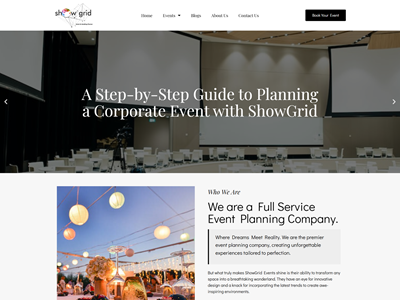 showgrid
Home Events Blogs About Us Contact Us
Book Your Event
A Step-by-Step Guide to Planning
a Corporate Event with ShowGrid
Who We Are
We are a Full Service
Event Planning Company.
Where Dreams Meet Reality, We are the premier
event planning company, creating unforgettable
experiences tailored to perfection.
But what truly makes ShowGrid Events shine is their ability to transform any
space into a breathtaking wonderland. They have an eye for innovative
design and a knack for incorporating the latest trends to create awe-
inspiring environments.